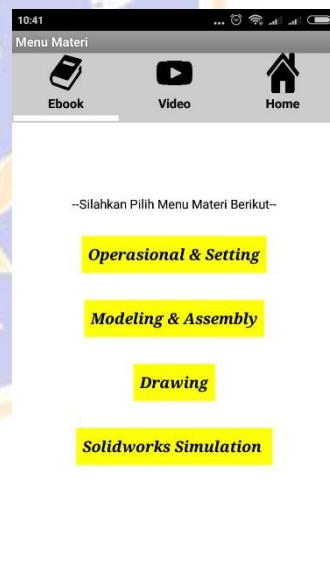 10:41
Menu Materi
Ebook Video Home
--Silahkan Pilih Menu Materi Berikut--
Operasional & Setting
Modeling & Assembly
Drawing
Solidworks Simulation